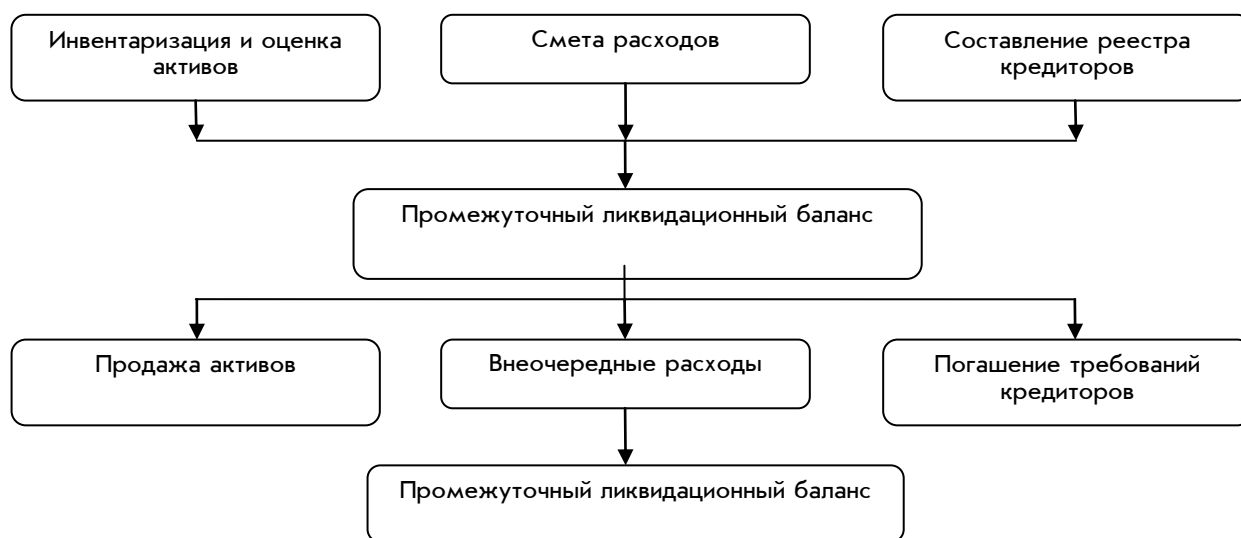 Инвентаризация и оценка
активов
Смета расходов
Составление реестра
кредиторов
Промежуточный ликвидационный баланс
Продажа активов
Внеочередные расходы
Погашение требований
кредиторов
Промежуточный ликвидационный баланс